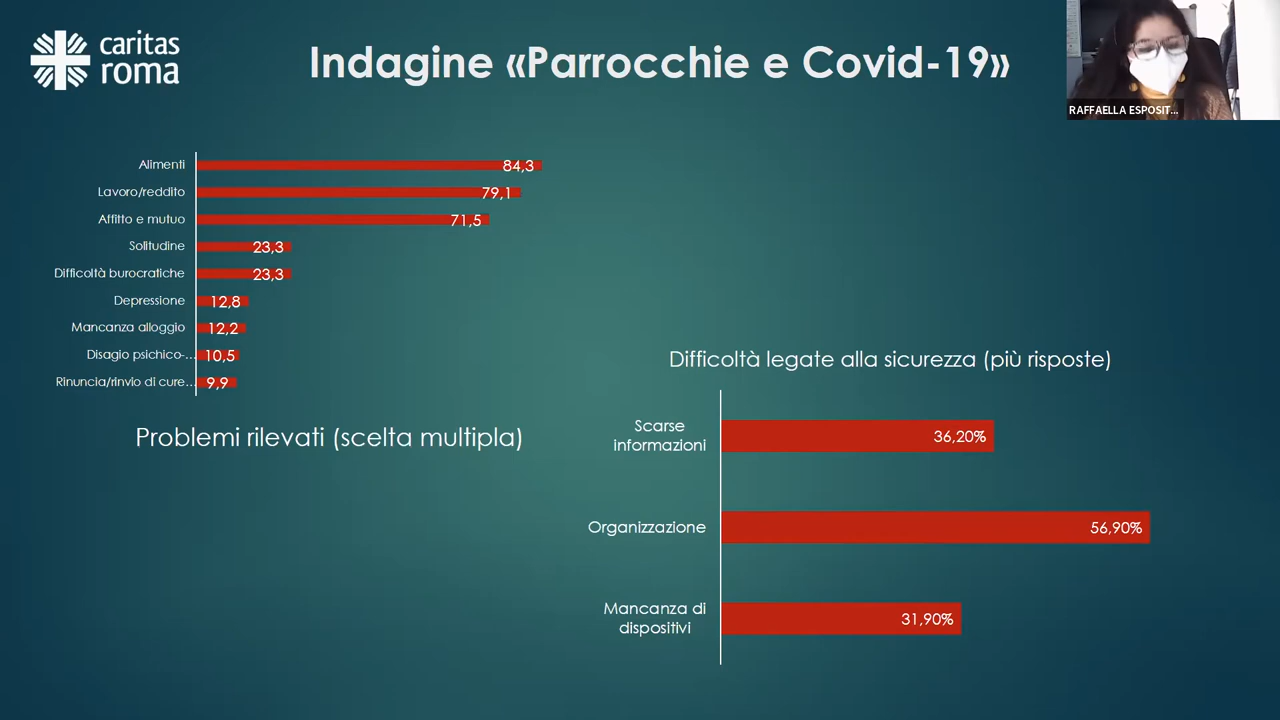 caritas
roma
Indagine «Parrocchie e Covid-19»
RAFFAELLA ESPOSIT...
Alimenti 84,3
Lavoro/reddito 79,1
Affitto e mutuo 71,5
Solitudine 23,3
Difficoltà burocratiche 23,3
Depressione 12,8
Mancanza alloggio 12,2
Disagio psichico-... 10,5
Rinuncia/rinvio di cure... 9,9
Problemi rilevati (scelta multipla)
Difficoltà legate alla sicurezza (più risposte)
Scarse
informazioni
36,20%
Organizzazione 56,90%
Mancanza di
dispositivi
31,90%